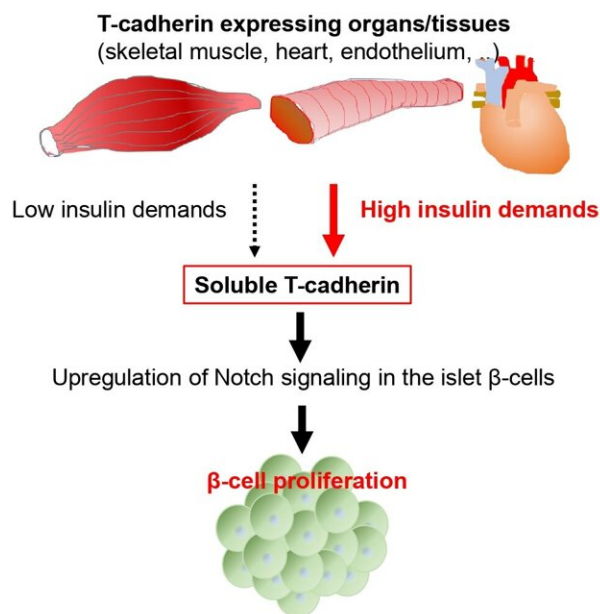 T-cadherin expressing organs/tissues
(skeletal muscle, heart, endothelium, ..)
Low insulin demands
High insulin demands
Soluble T-cadherin
Upregulation of Notch signaling in the islet β-cells
β-cell proliferation